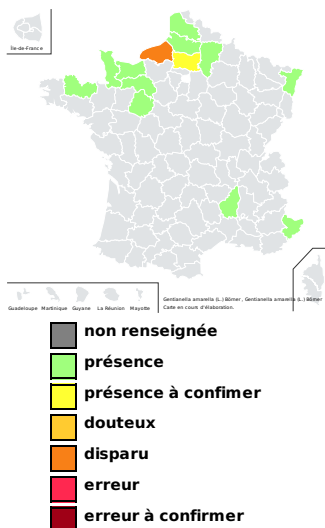 Île-de-France
Guadeloupe Martinique Guyane La Réunion Mayotte
Gentianella amarella (L.) Börner , Gentianella amarella (L.) Börner
Carte en cours d'élaboration.
non renseignée
présence
présence à confimer
douteux
disparu
erreur
erreur à confirmer